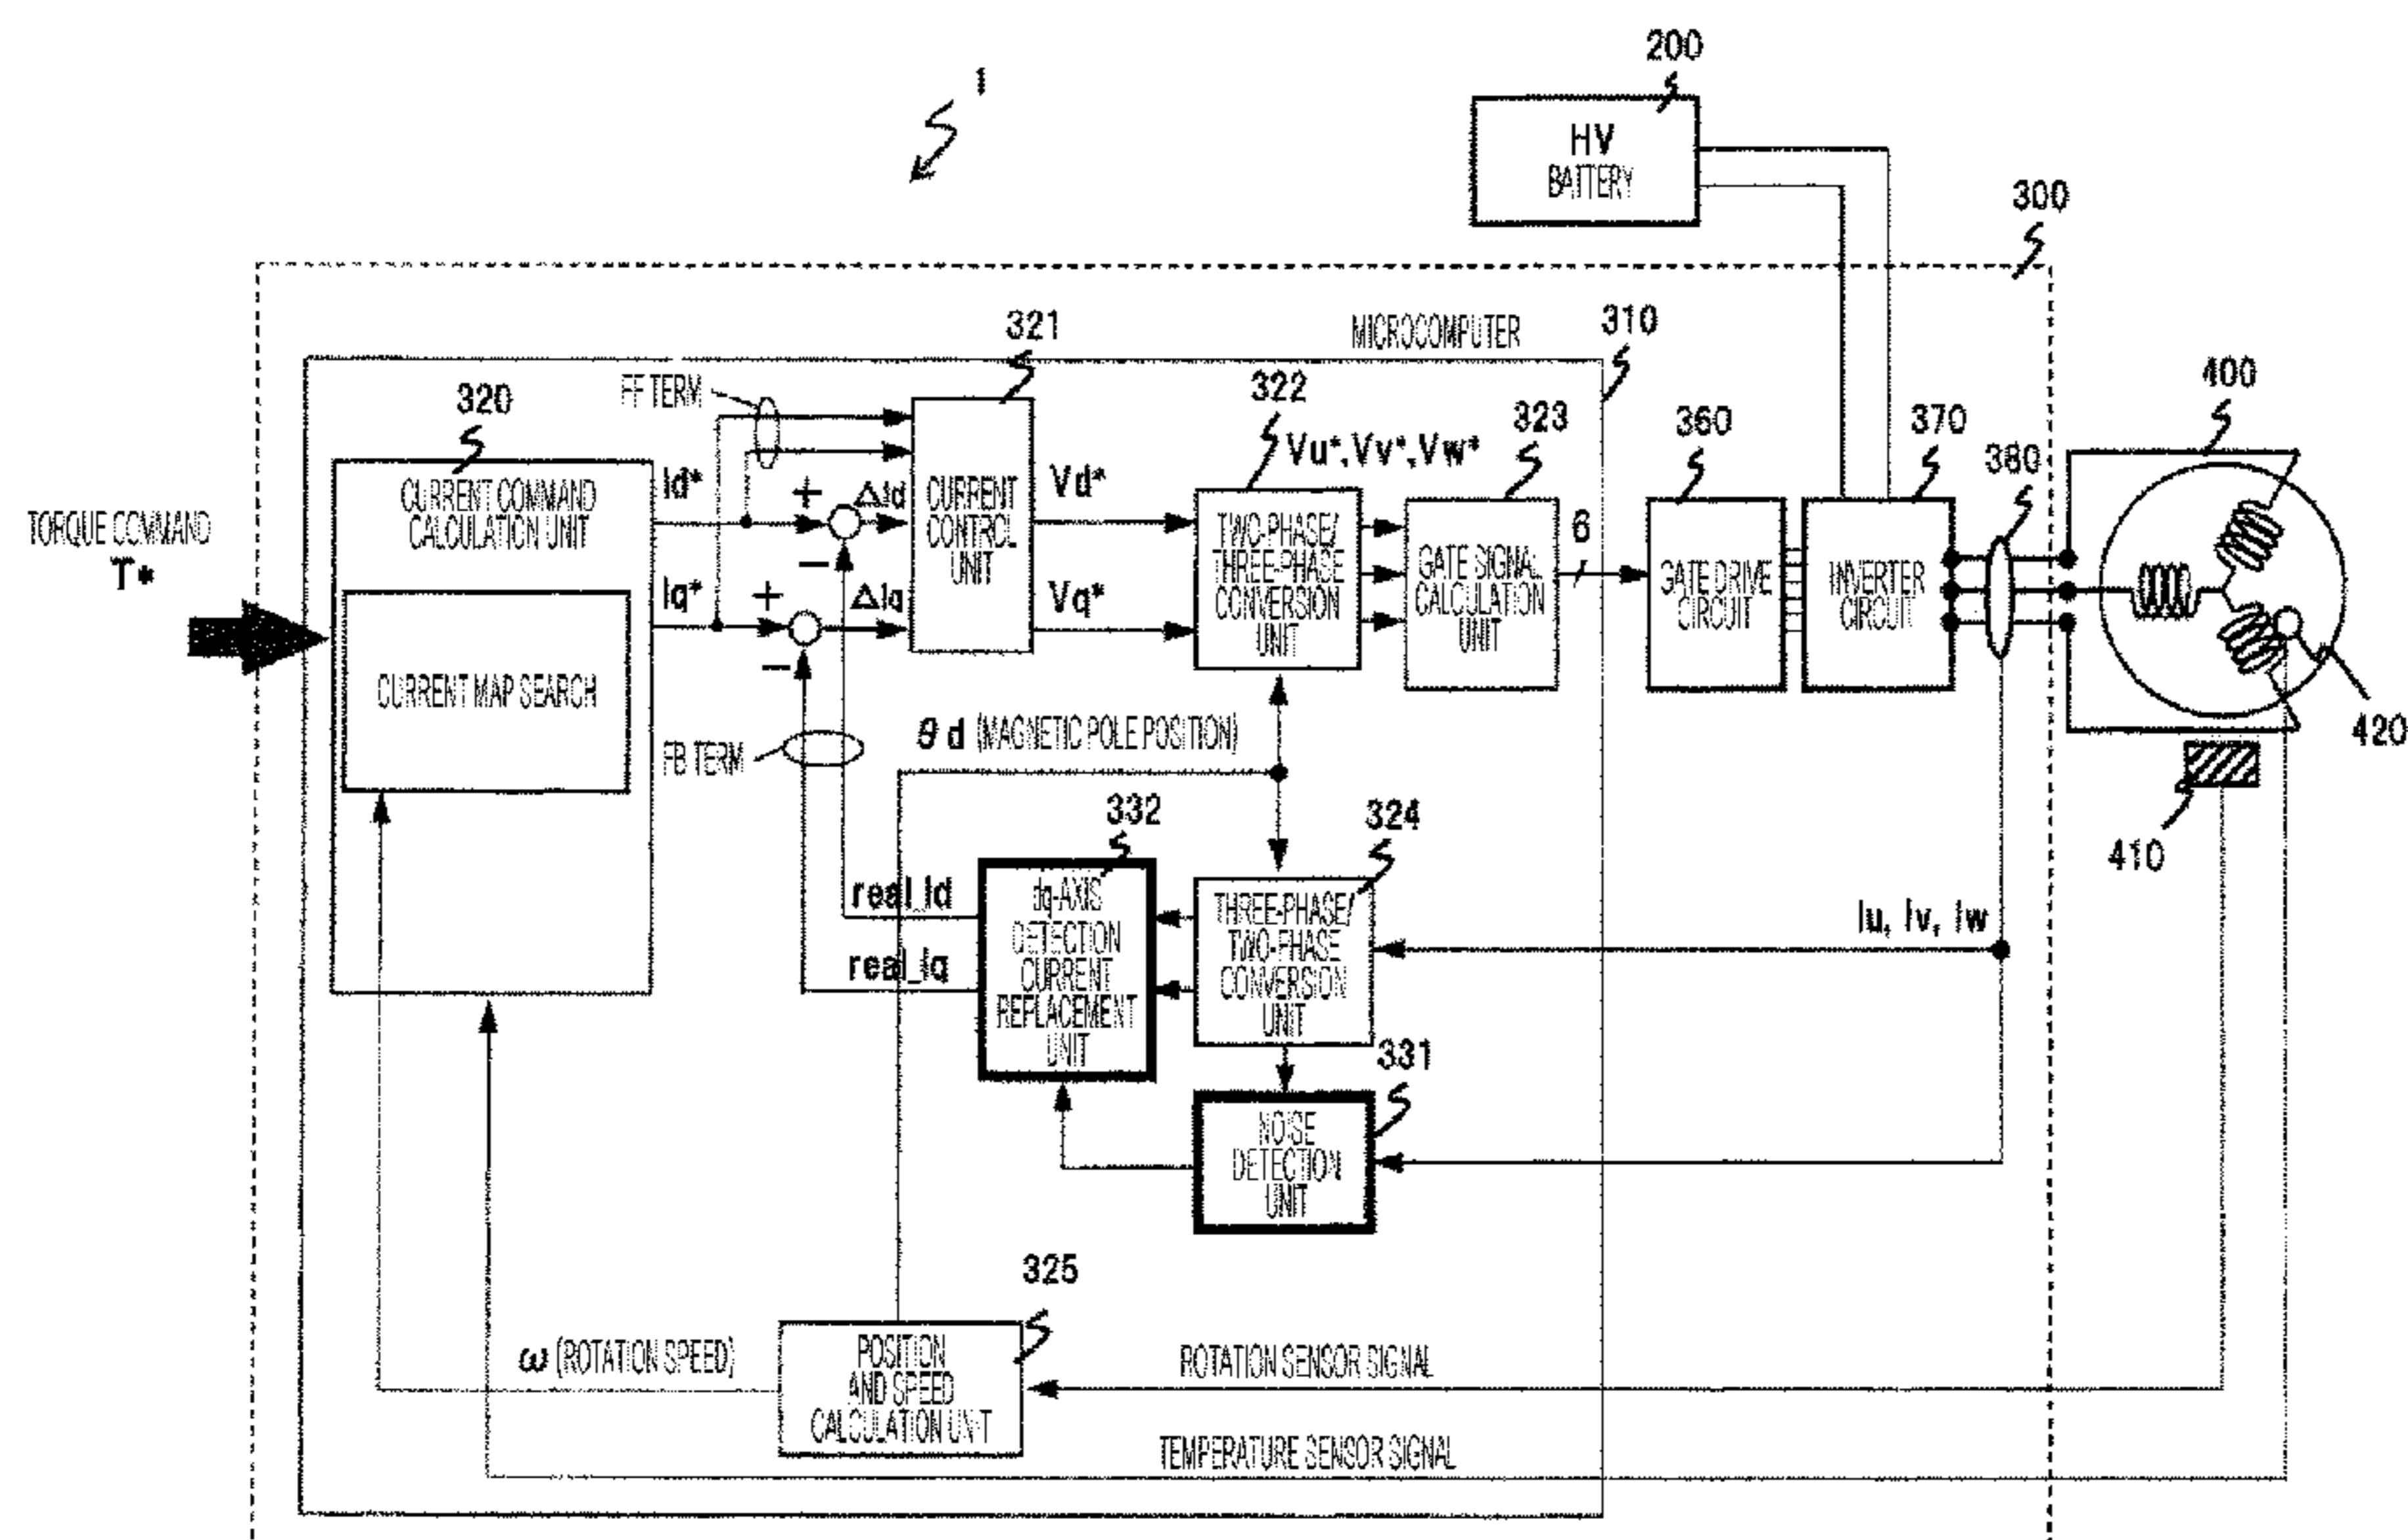 1
200
HV
BATTERY
300
MICROCOMPUTER
310
321
FF TERM
320
322
323
360
370
380
400
Vu*,Vv*,Vw*
CURRENT COMMAND
CALCULATION UNIT
Id*
+
ΔId
CURRENT
CONTROL
UNIT
Vd*
TWO-PHASE/
THREE-PHASE
CONVERSION
UNIT
GATE SIGNAL
CALCULATION
UNIT
6
GATE DRIVE
CIRCUIT
INVERTER
CIRCUIT
TORQUE COMMAND
T*
−
Iq*
+
ΔIq
Vq*
−
CURRENT MAP SEARCH
420
FB TERM
θd (MAGNETIC POLE POSITION)
410
332
324
real_Id
real_Iq
dq-AXIS
DETECTION
CURRENT
REPLACEMENT
UNIT
THREE-PHASE/
TWO-PHASE
CONVERSION
UNIT
Iu, Iv, Iw
331
NOISE
DETECTION
UNIT
325
ω (ROTATION SPEED)
POSITION
AND SPEED
CALCULATION UNIT
ROTATION SENSOR SIGNAL
TEMPERATURE SENSOR SIGNAL